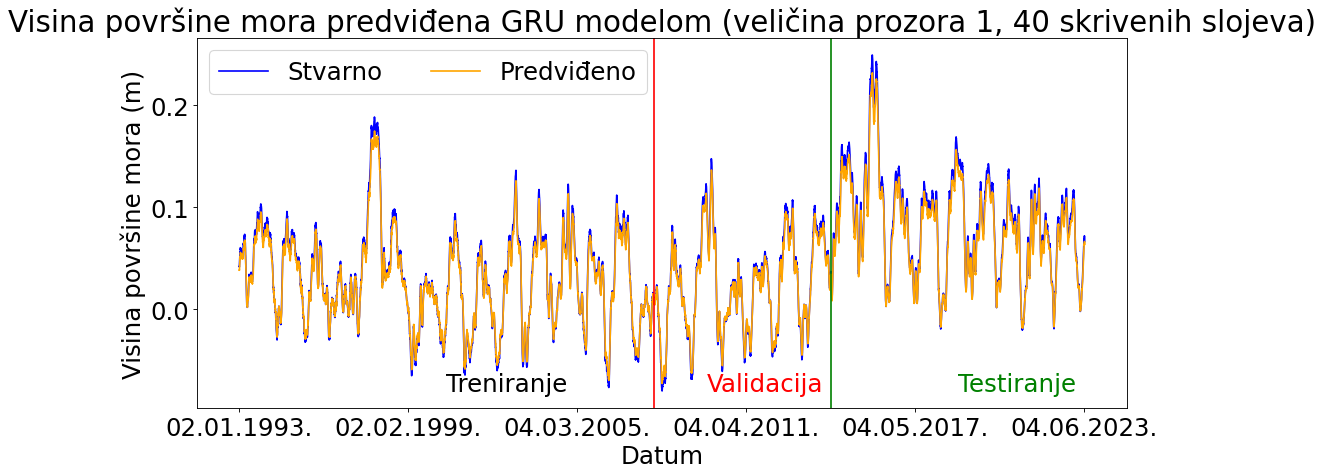 Visina površine mora predviđena GRU modelom (veličina prozora 1, 40 skrivenih slojeva)
Stvarno
Predviđeno
Visina površine mora (m)
0.2
0.1
0.0
Treniranje
Validacija
Testiranje
02.01.1993.
02.02.1999.
04.03.2005.
04.04.2011.
04.05.2017.
04.06.2023.
Datum